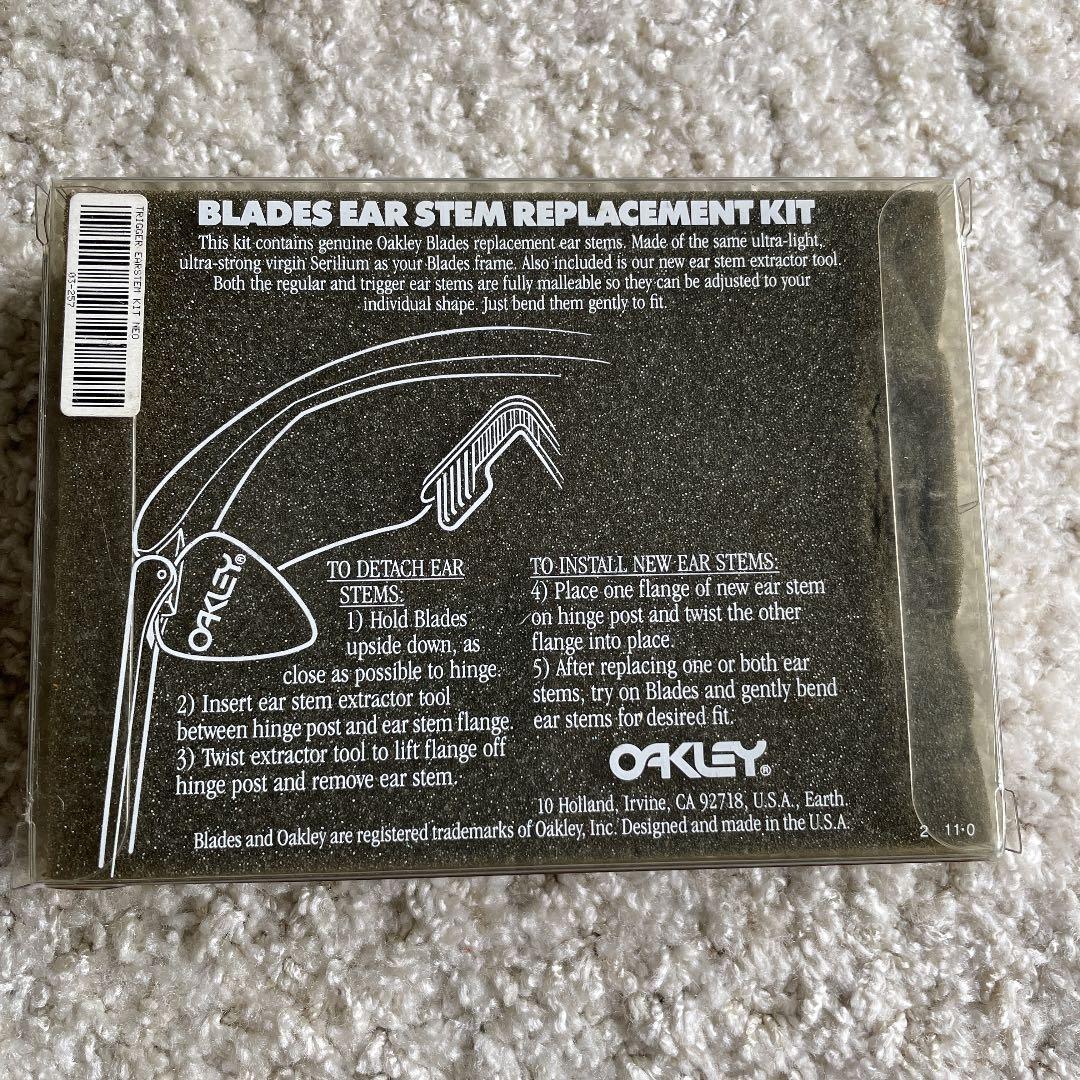 TRIGGER EARSTEM KIT NEO
03-257
BLADES EAR STEM REPLACEMENT KIT
This kit contains genuine Oakley Blades replacement ear stems. Made of the same ultra-light,
ultra-strong virgin Serilium as your Blades frame. Also included is our new ear stem extractor tool.
Both the regular and trigger ear stems are fully malleable so they can be adjusted to your
individual shape. Just bend them gently to fit.
OAKLEY®
TO DETACH EAR
STEMS:
1) Hold Blades
upside down, as
close as possible to hinge.
2) Insert ear stem extractor tool
between hinge post and ear stem flange.
3) Twist extractor tool to lift flange off
hinge post and remove ear stem.
TO INSTALL NEW EAR STEMS:
4) Place one flange of new ear stem
on hinge post and twist the other
flange into place.
5) After replacing one or both ear
stems, try on Blades and gently bend
ear stems for desired fit.
OAKLEY®
10 Holland, Irvine, CA 92718, U.S.A., Earth.
Blades and Oakley are registered trademarks of Oakley, Inc. Designed and made in the U.S.A.
2 11-0